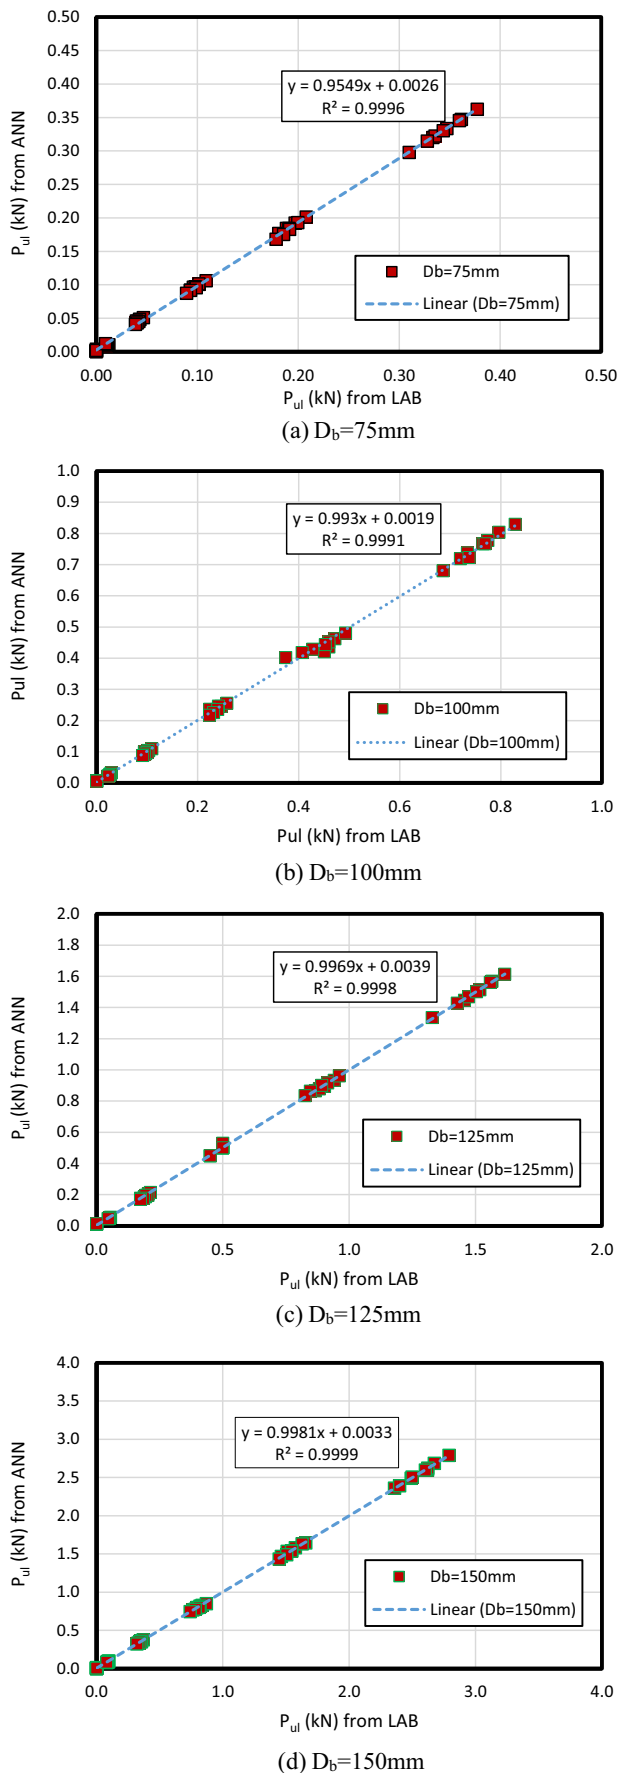 0.50
0.45
0.40
0.35
0.30
0.25
0.20
0.15
0.10
0.05
0.00
P_ul (kN) from ANN
y = 0.9549x + 0.0026
R² = 0.9996
Db=75mm
Linear (Db=75mm)
0.00 0.10 0.20 0.30 0.40 0.50
P_ul (kN) from LAB
(a) D_b=75mm
1.0
0.9
0.8
0.7
0.6
0.5
0.4
0.3
0.2
0.1
0.0
Pul (kN) from ANN
y = 0.993x + 0.0019
R² = 0.9991
Db=100mm
Linear (Db=100mm)
0.0 0.2 0.4 0.6 0.8 1.0
Pul (kN) from LAB
(b) D_b=100mm
2.0
1.8
1.6
1.4
1.2
1.0
0.8
0.6
0.4
0.2
0.0
P_ul (kN) from ANN
y = 0.9969x + 0.0039
R² = 0.9998
Db=125mm
Linear (Db=125mm)
0.0 0.5 1.0 1.5 2.0
P_ul (kN) from LAB
(c) D_b=125mm
4.0
3.5
3.0
2.5
2.0
1.5
1.0
0.5
0.0
P_ul (kN) from ANN
y = 0.9981x + 0.0033
R² = 0.9999
Db=150mm
Linear (Db=150mm)
0.0 1.0 2.0 3.0 4.0
P_ul (kN) from LAB
(d) D_b=150mm